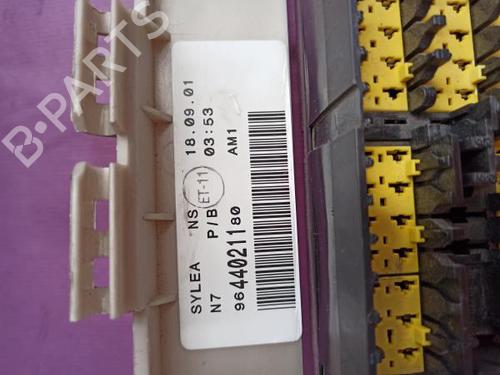 SYLEA NS ET-11 18.09.01
N7 P/B 03:53
9644021180 AM1
B-PARTS